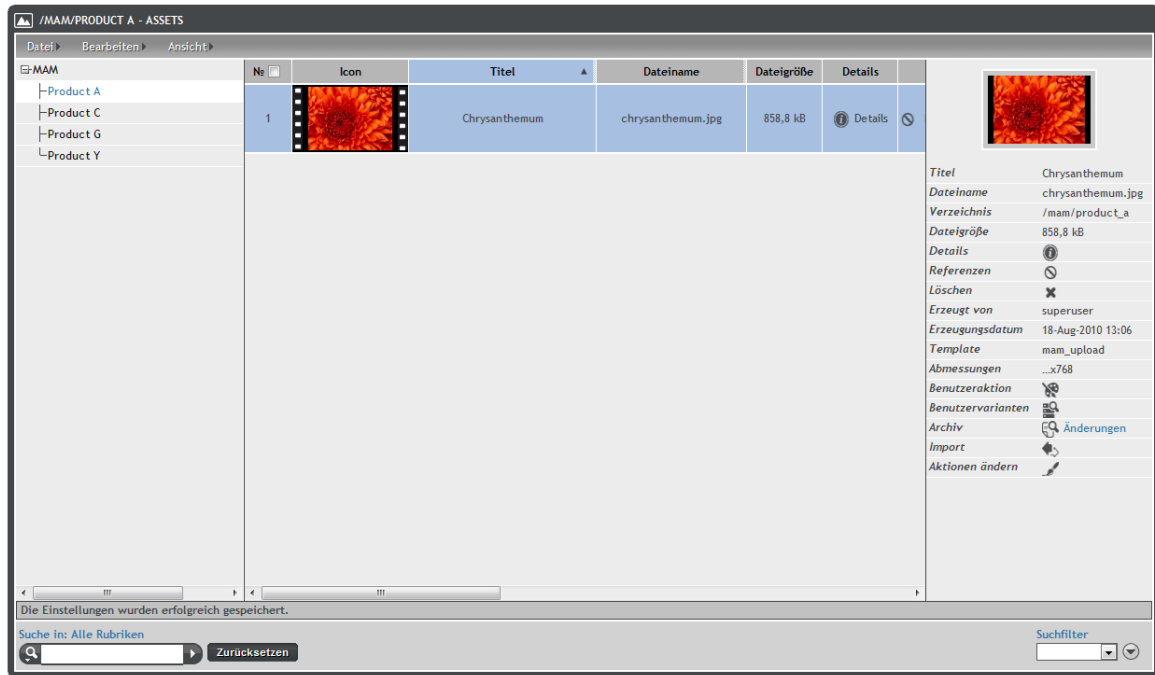 /MAM/PRODUCT A - ASSETS
Datei Bearbeiten Ansicht
MAM
Product A
Product C
Product G
Product Y
№ Icon Titel Dateiname Dateigröße Details
1 Chrysanthemum chrysanthemum.jpg 858,8 kB Details
Titel Chrysanthemum
Dateiname chrysanthemum.jpg
Verzeichnis /mam/product_a
Dateigröße 858,8 kB
Details
Referenzen
Löschen
Erzeugt von superuser
Erzeugungsdatum 18-Aug-2010 13:06
Template mam_upload
Abmessungen ...x768
Benutzeraktion
Benutzervarianten
Archiv Änderungen
Import
Aktionen ändern
Die Einstellungen wurden erfolgreich gespeichert.
Suche in: Alle Rubriken
Zurücksetzen
Suchfilter